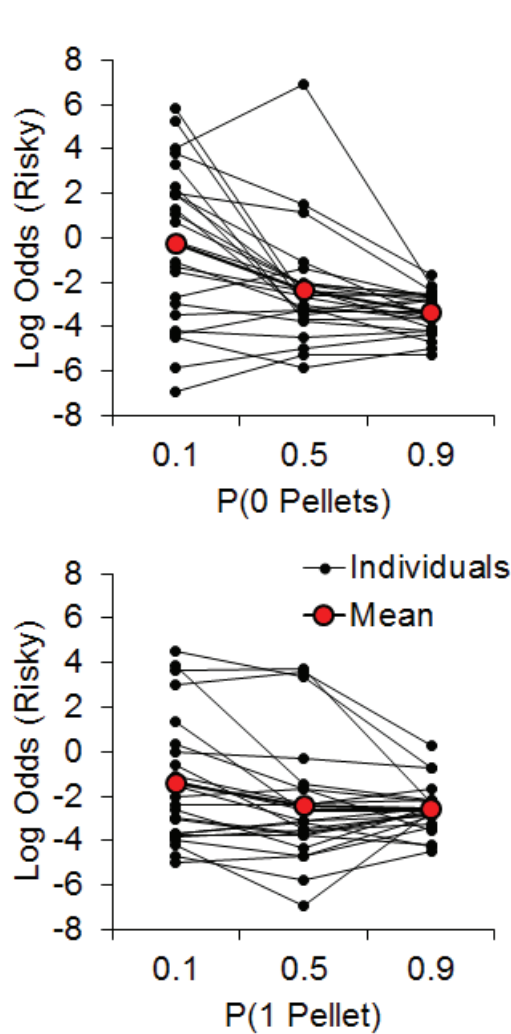 8
6
4
2
0
-2
-4
-6
-8
Log Odds (Risky)
0.1 0.5 0.9
P(0 Pellets)
Individuals
Mean
8
6
4
2
0
-2
-4
-6
-8
Log Odds (Risky)
0.1 0.5 0.9
P(1 Pellet)